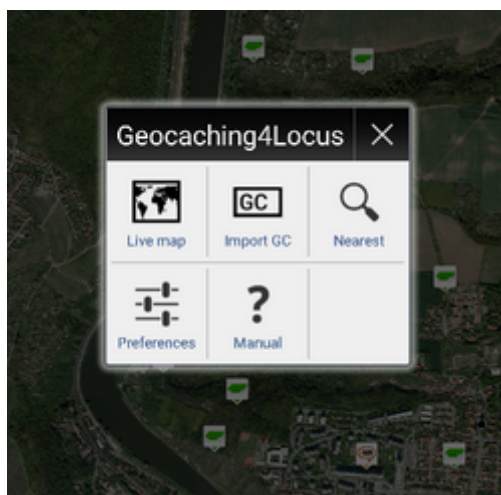 Geocaching4Locus
GC
Live map
Import GC
Nearest
?
Preferences
Manual